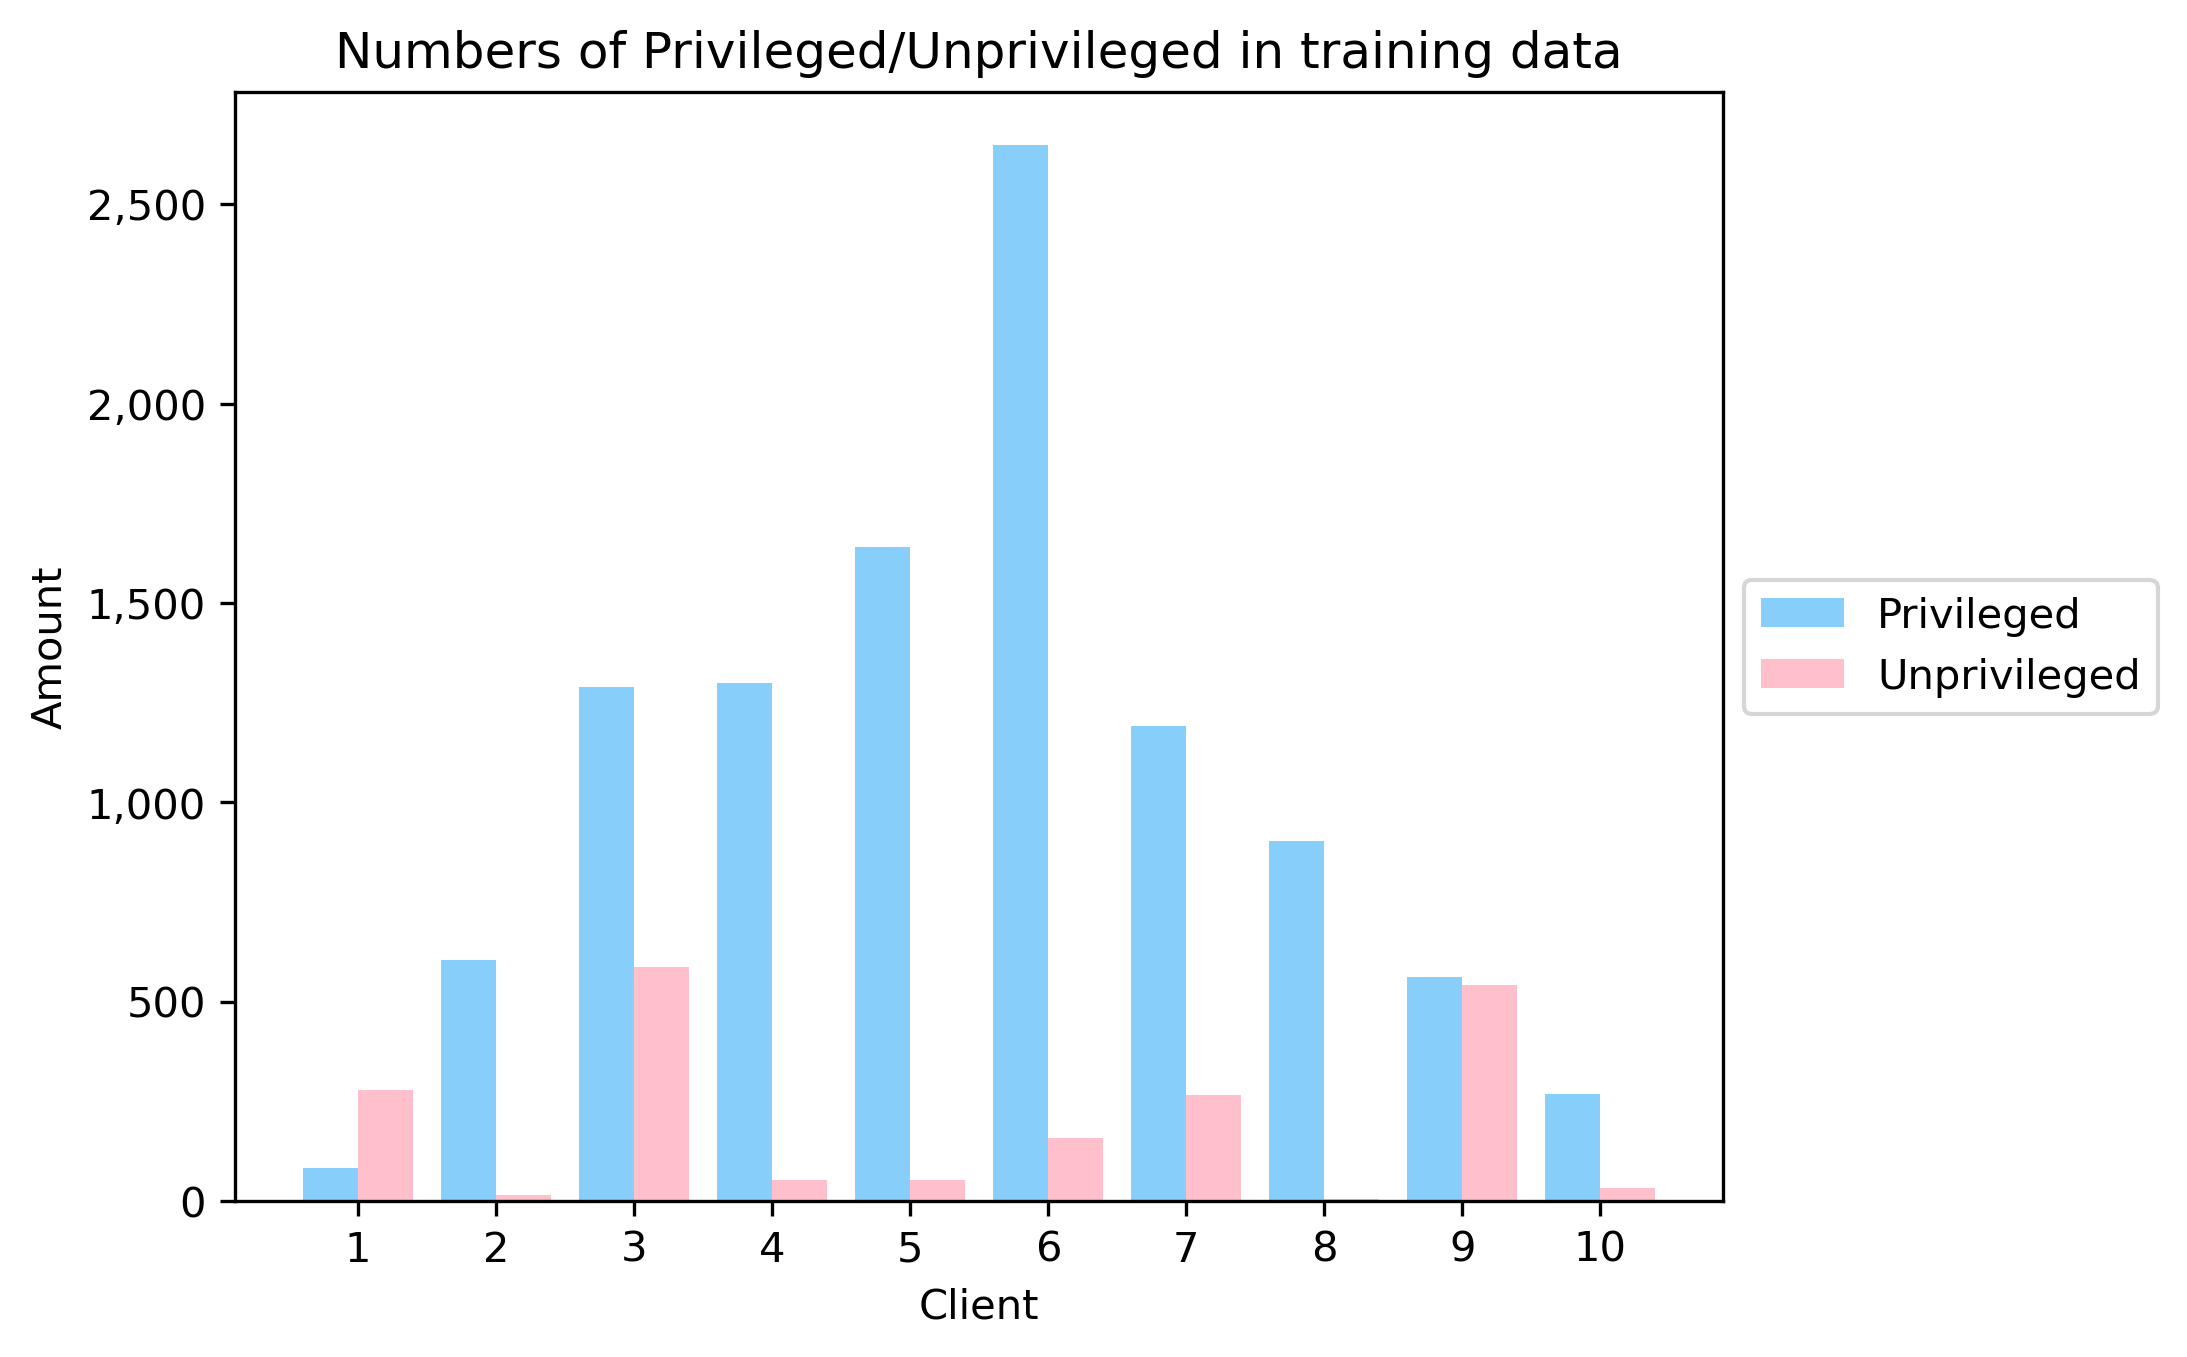 Numbers of Privileged/Unprivileged in training data
2,500
2,000
1,500
1,000
500
0
Amount
1 2 3 4 5 6 7 8 9 10
Client
Privileged
Unprivileged